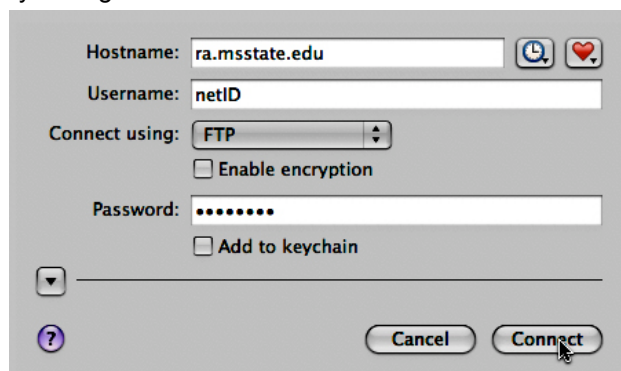 Hostname: ra.msstate.edu
Username: netID
Connect using: FTP
Enable encryption
Password: ••••••••
Add to keychain
? Cancel Connect